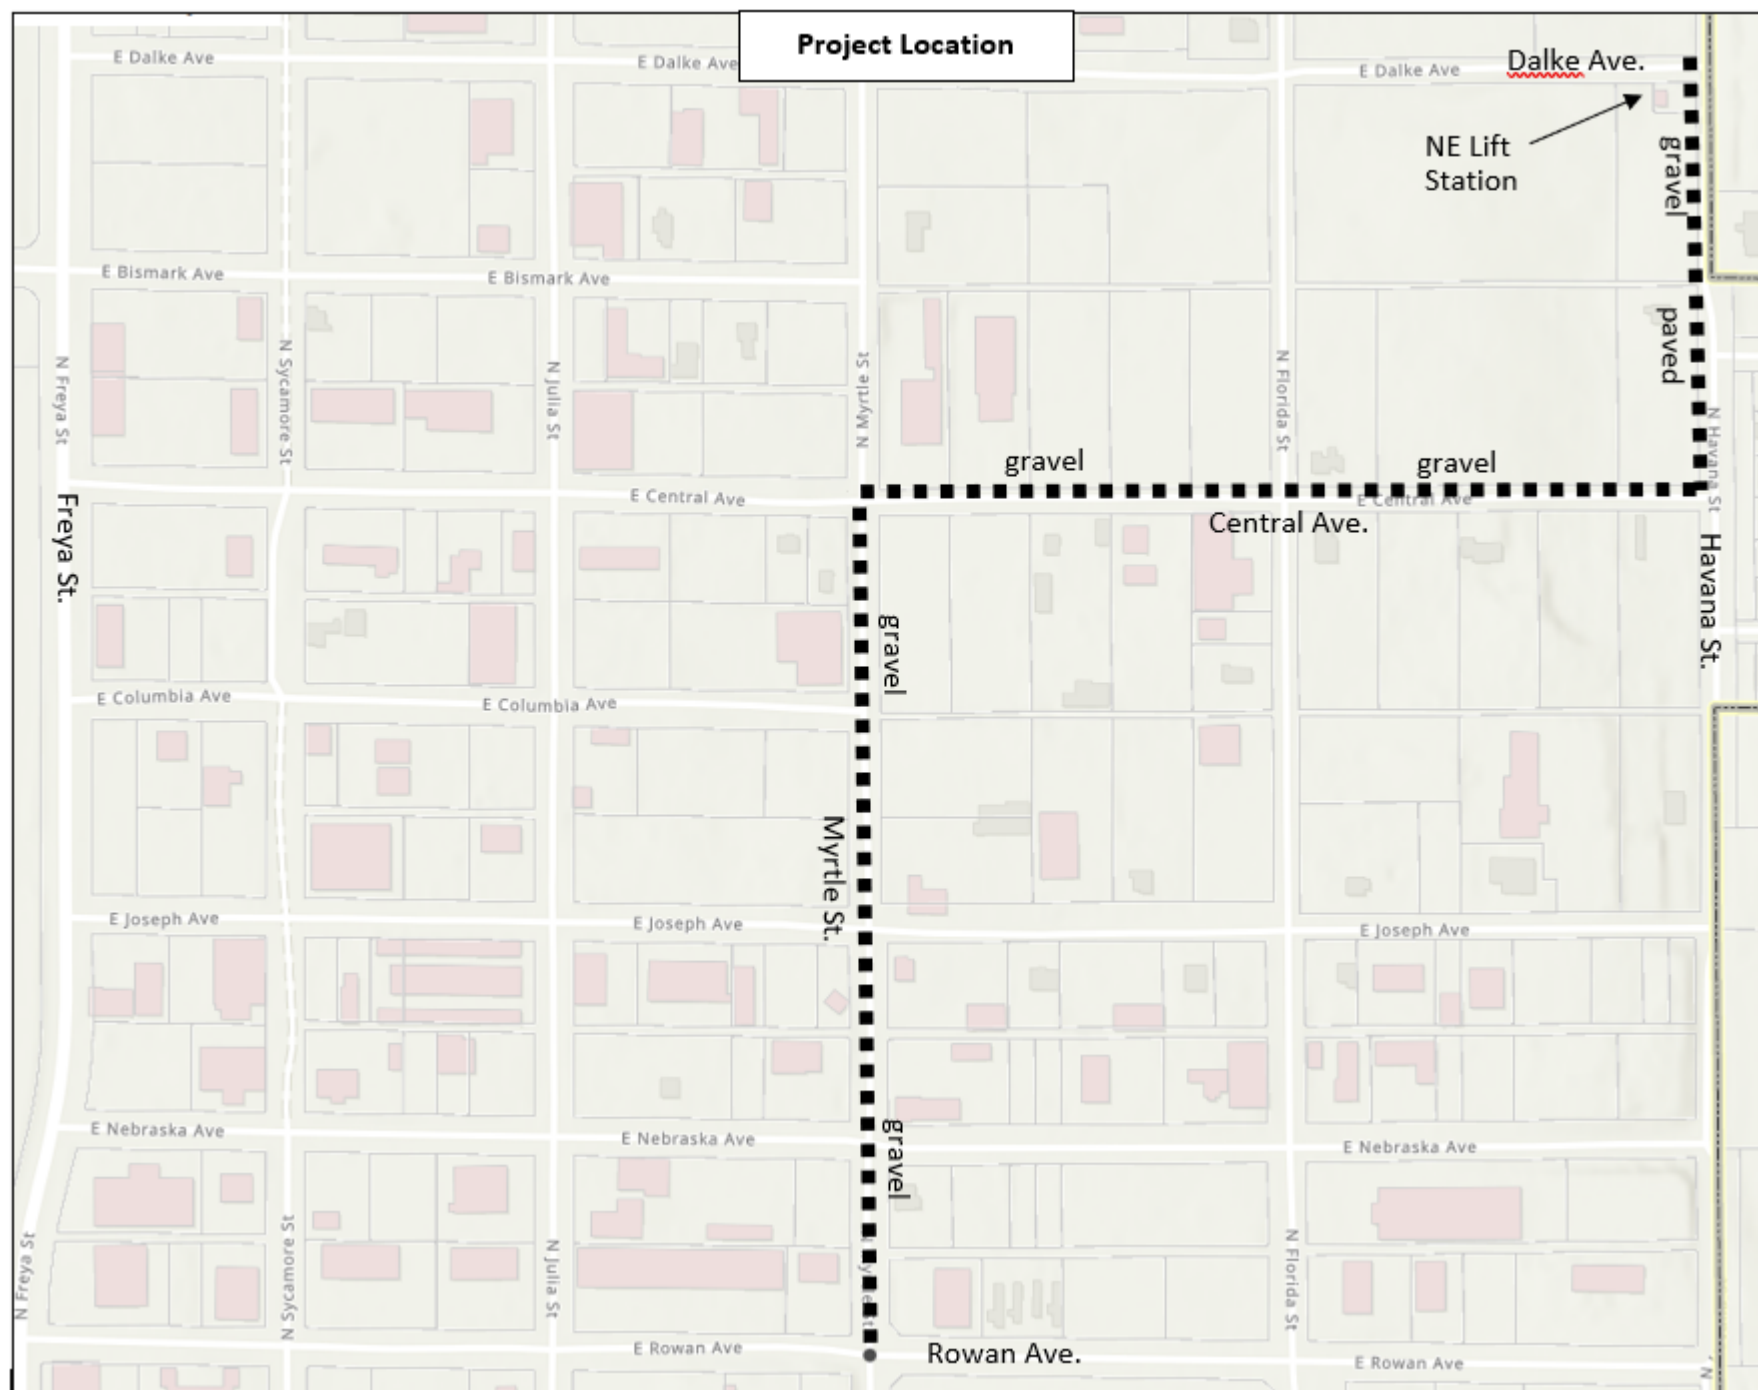 Project Location
E Dalke Ave
E Dalke Ave
E Dalke Ave
Dalke Ave.
NE Lift
Station
gravel
E Bismark Ave
E Bismark Ave
paved
N Freya St
N Sycamore St
N Julia St
N Myrtle St
N Florida St
N Havana St
gravel
gravel
E Central Ave
E Central Ave
Central Ave.
Freya St.
Havana St.
gravel
E Columbia Ave
E Columbia Ave
Myrtle St.
E Joseph Ave
E Joseph Ave
E Joseph Ave
E Nebraska Ave
E Nebraska Ave
E Nebraska Ave
gravel
N Freya St
N Sycamore St
N Julia St
N Florida St
E Rowan Ave
Rowan Ave.
E Rowan Ave